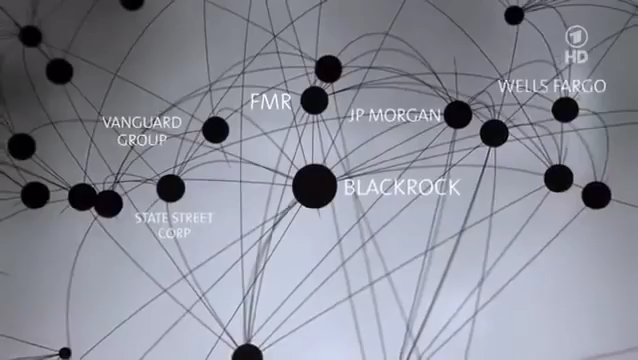 1
HD
WELLS FARGO
FMR
JP MORGAN
VANGUARD
GROUP
BLACKROCK
STATE STREET
CORP